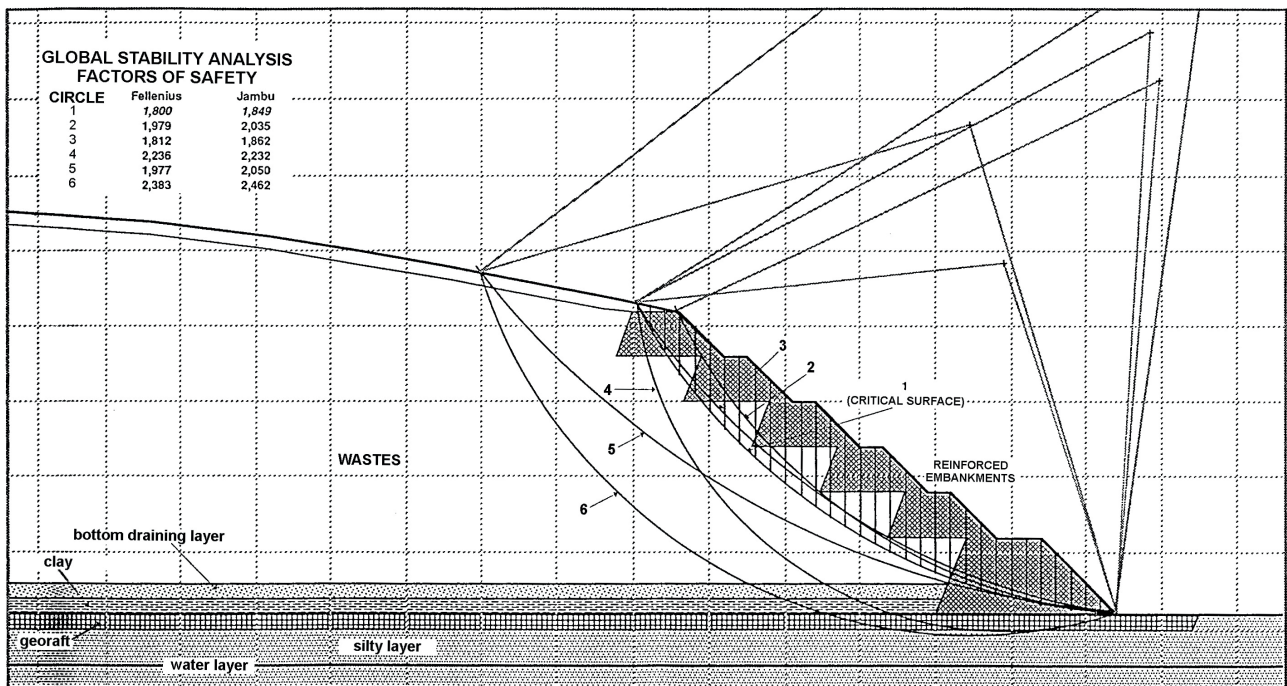 GLOBAL STABILITY ANALYSIS
FACTORS OF SAFETY
CIRCLE Fellenius Jambu
1 1,800 1,849
2 1,979 2,035
3 1,812 1,862
4 2,236 2,232
5 1,977 2,050
6 2,383 2,462
3
2
4
1
(CRITICAL SURFACE)
5
WASTES
REINFORCED
EMBANKMENTS
6
bottom draining layer
clay
georaft
silty layer
water layer